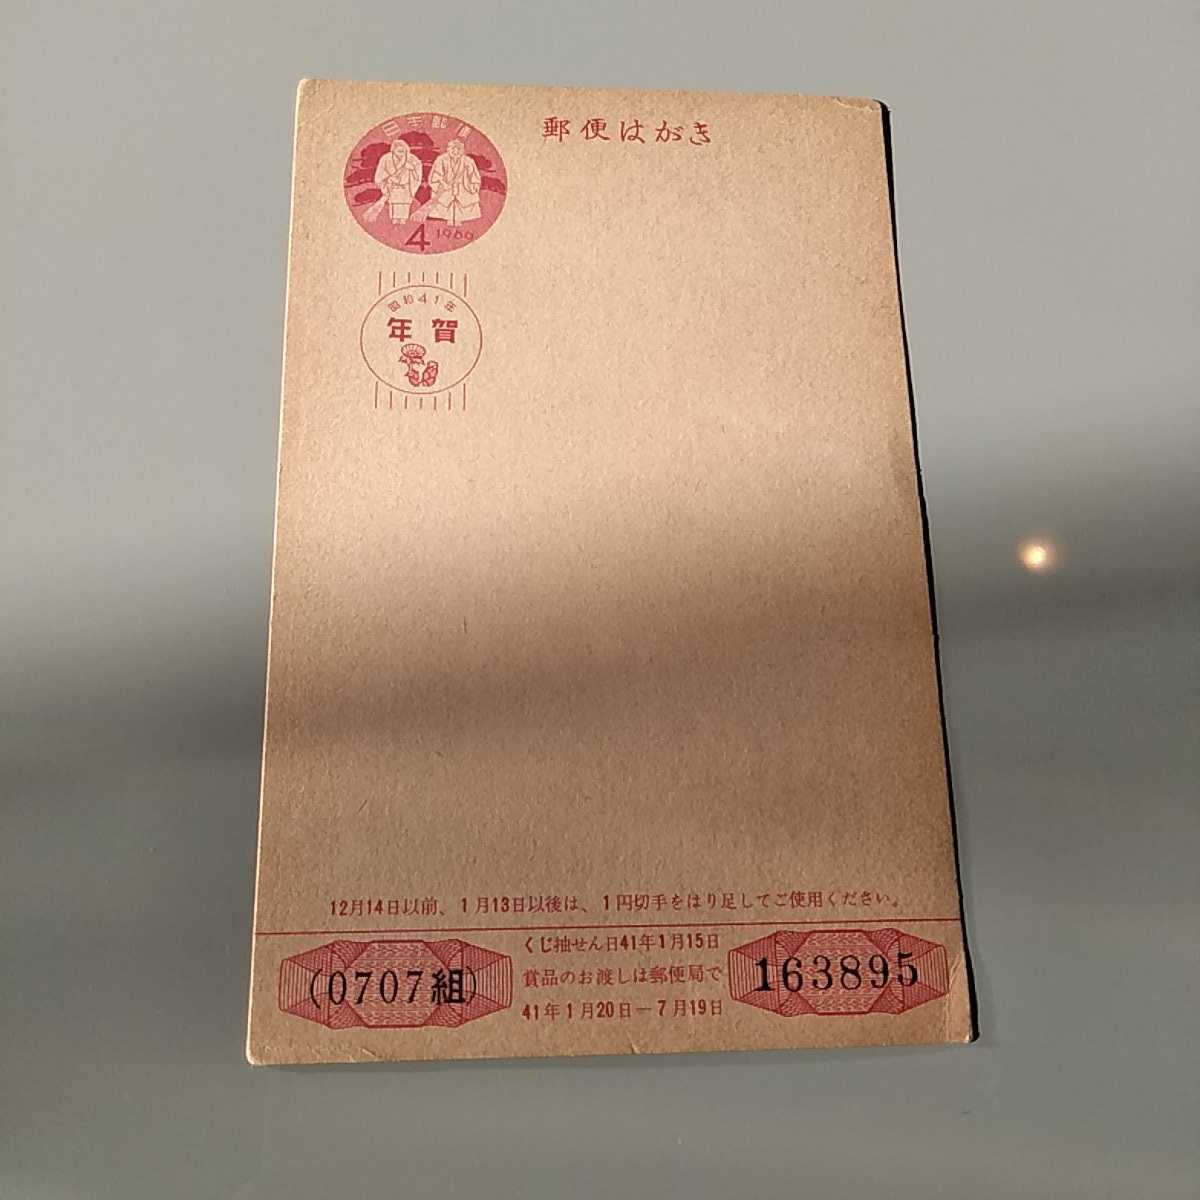 郵便はがき
日本郵便
4 1966
昭和41年
年賀
12月14日以前、1月13日以後は、1円切手をはり足してご使用ください。
くじ抽せん日41年1月15日
(0707組)
賞品のお渡しは郵便局で
163895
41年1月20日ー7月19日